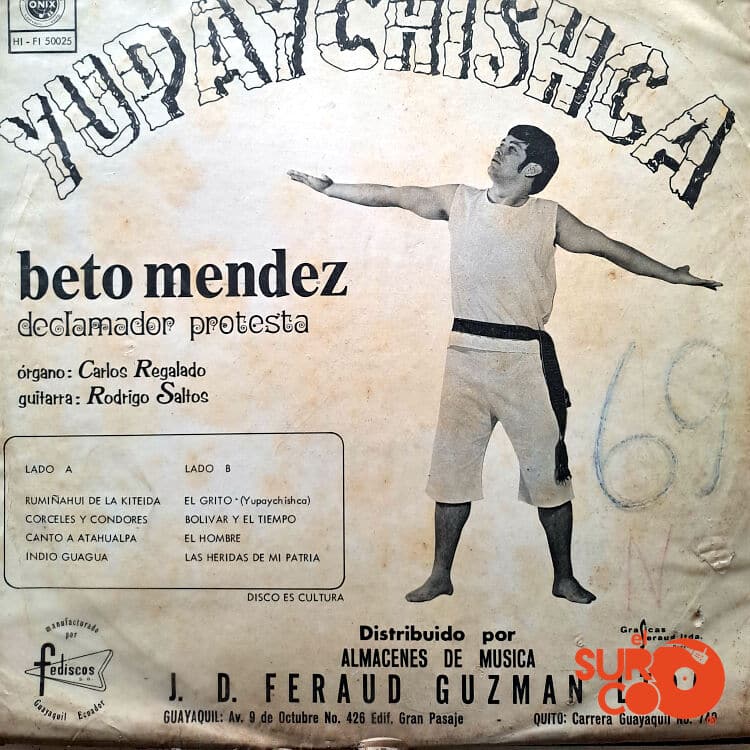 ONIX
HI - FI 50025
YUPAYCHISHCA
beto mendez
declamador protesta
órgano: Carlos Regalado
guitarra: Rodrigo Saltos
LADO A
RUMIÑAHUI DE LA KITEIDA
CORCELES Y CONDORES
CANTO A ATAHUALPA
INDIO GUAGUA
LADO B
EL GRITO - (Yupaychishca)
BOLIVAR Y EL TIEMPO
EL HOMBRE
LAS HERIDAS DE MI PATRIA
DISCO ES CULTURA
69
N
manufacturado
por
fediscos
S.A.
Guayaquil Ecuador
Distribuido por
ALMACENES DE MUSICA
J. D. FERAUD GUZMAN
GUAYAQUIL: Av. 9 de Octubre No. 426 Edif. Gran Pasaje - QUITO: Carrera Guayaquil No.
Graficas
Feraud ltda.
el
SURCO